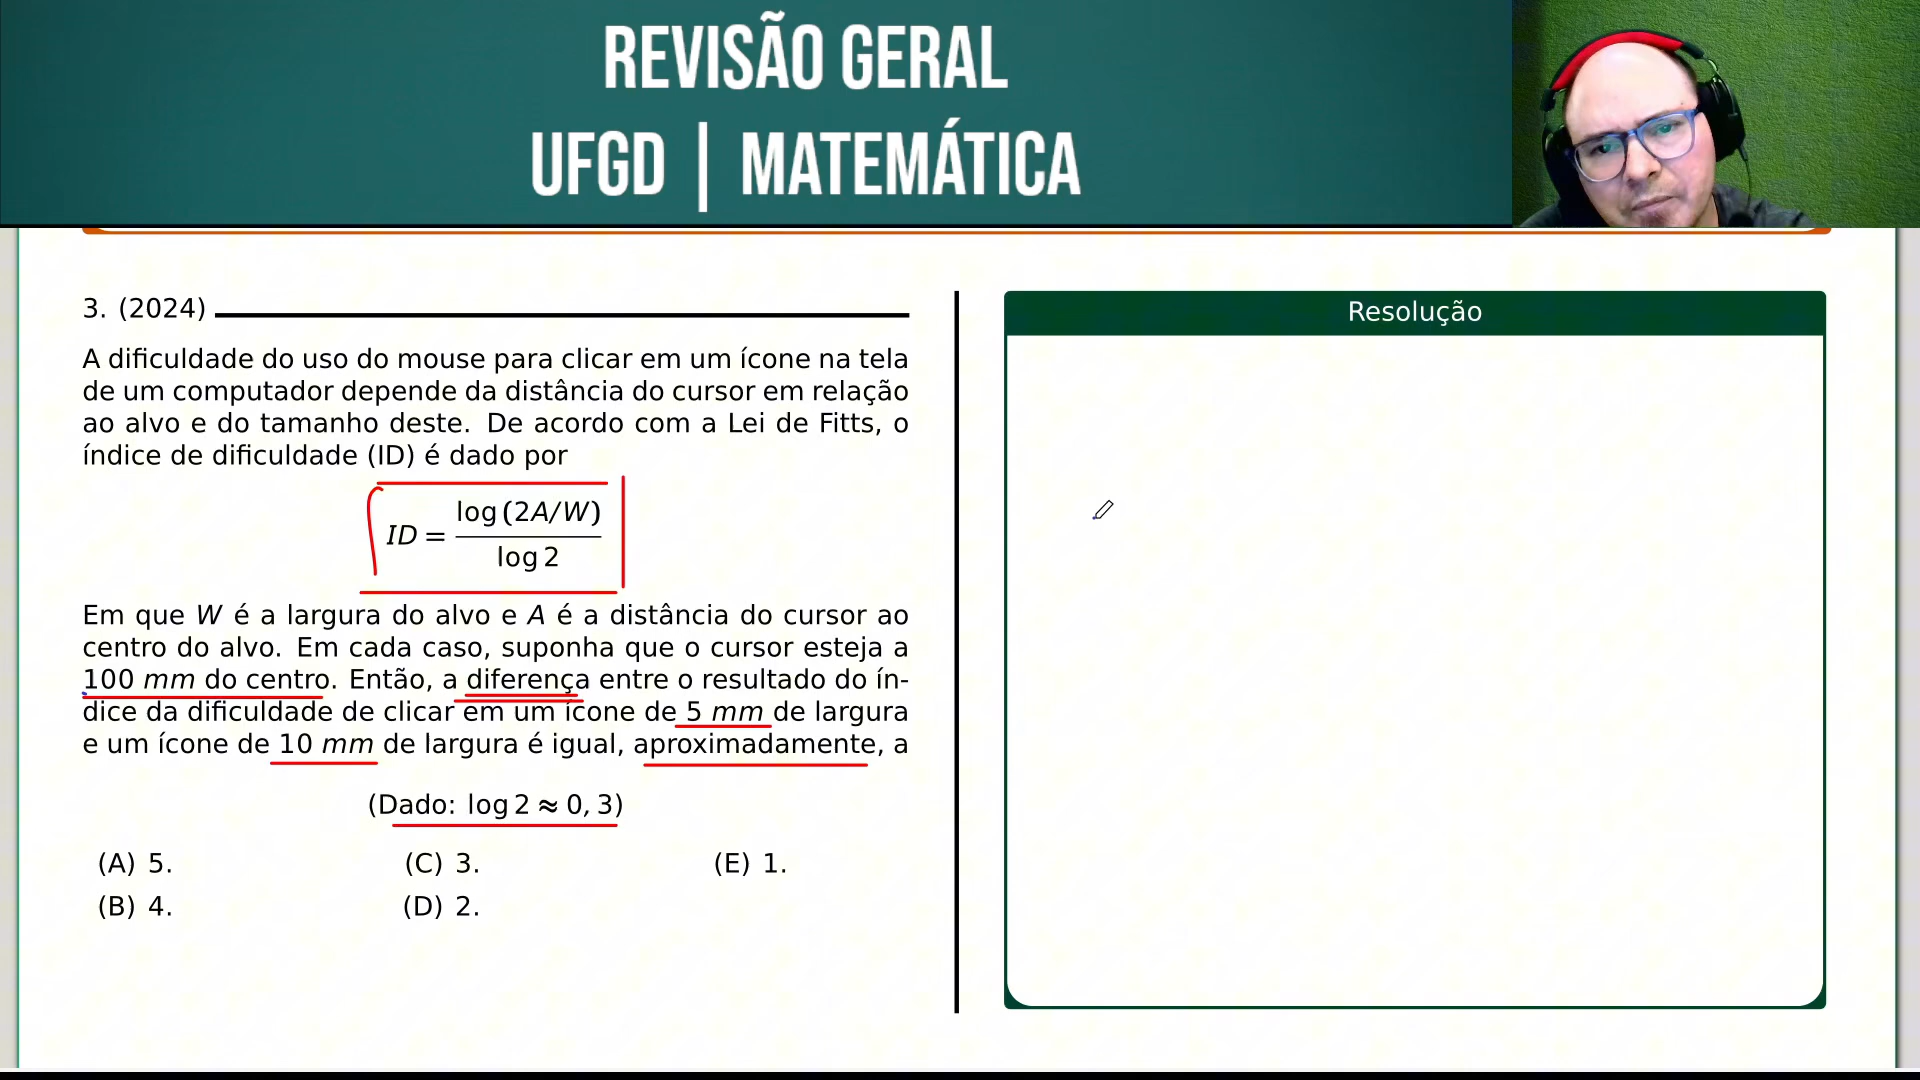 REVISÃO GERAL
UFGD | MATEMÁTICA
3. (2024)
A dificuldade do uso do mouse para clicar em um ícone na tela
de um computador depende da distância do cursor em relação
ao alvo e do tamanho deste. De acordo com a Lei de Fitts, o
índice de dificuldade (ID) é dado por
ID = log (2A/W) / log 2
Em que W é a largura do alvo e A é a distância do cursor ao
centro do alvo. Em cada caso, suponha que o cursor esteja a
100 mm do centro. Então, a diferença entre o resultado do ín-
dice da dificuldade de clicar em um ícone de 5 mm de largura
e um ícone de 10 mm de largura é igual, aproximadamente, a
(Dado: log 2 ≈ 0, 3)
(A) 5.
(B) 4.
(C) 3.
(D) 2.
(E) 1.
Resolução